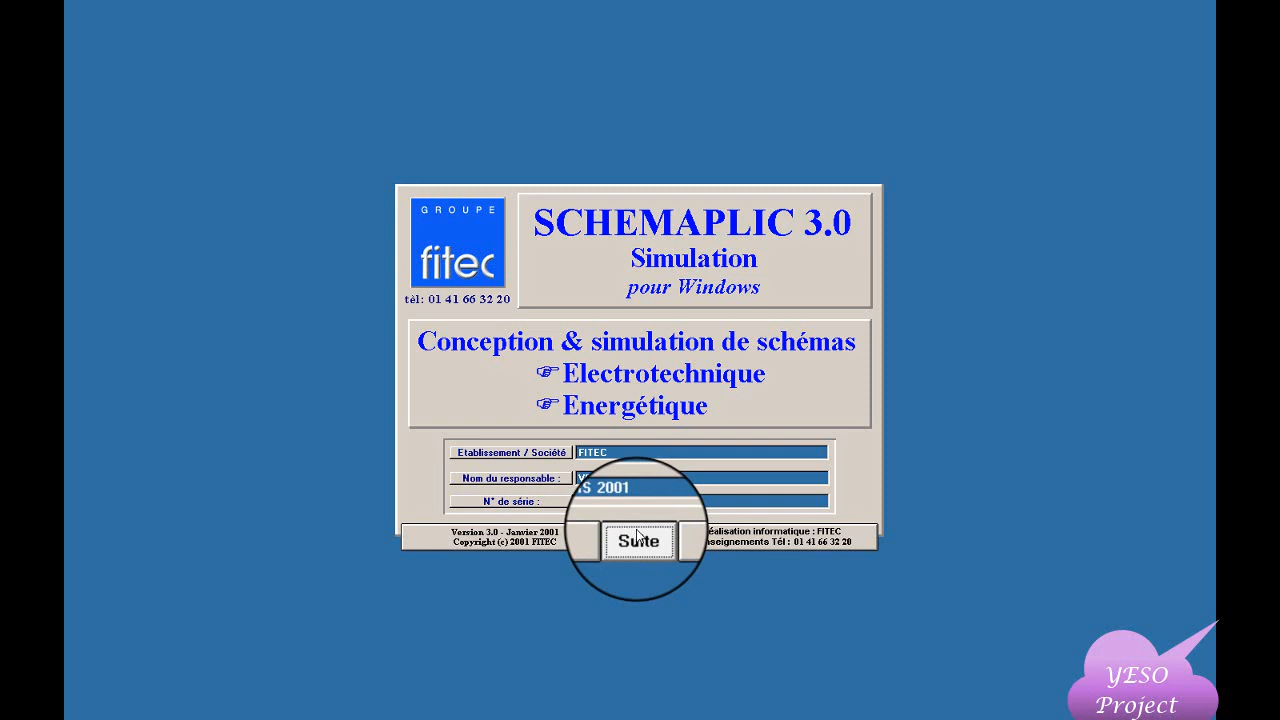 GROUPE
fitec
tèl: 01 41 66 32 20
SCHEMAPLIC 3.0
Simulation
pour Windows
Conception & simulation de schémas
☞Electrotechnique
☞Energétique
Etablissement / Société
FITEC
Nom du responsable :
N° de série :
IS 2001
Version 3.0 - Janvier 2001
Copyright (c) 2001 FITEC
Suite
éalisation informatique : FITEC
nseignements Tél : 01 41 66 32 20
YESO
Project